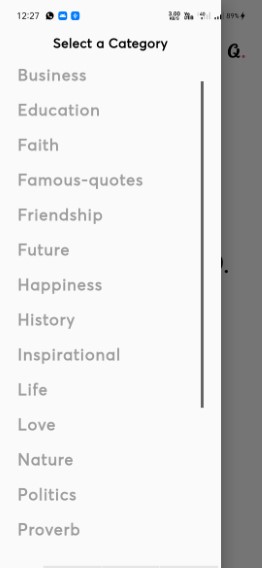 12:27
89%
Select a Category
Q.
Business
Education
Faith
Famous-quotes
Friendship
Future
Happiness
History
Inspirational
Life
Love
Nature
Politics
Proverb